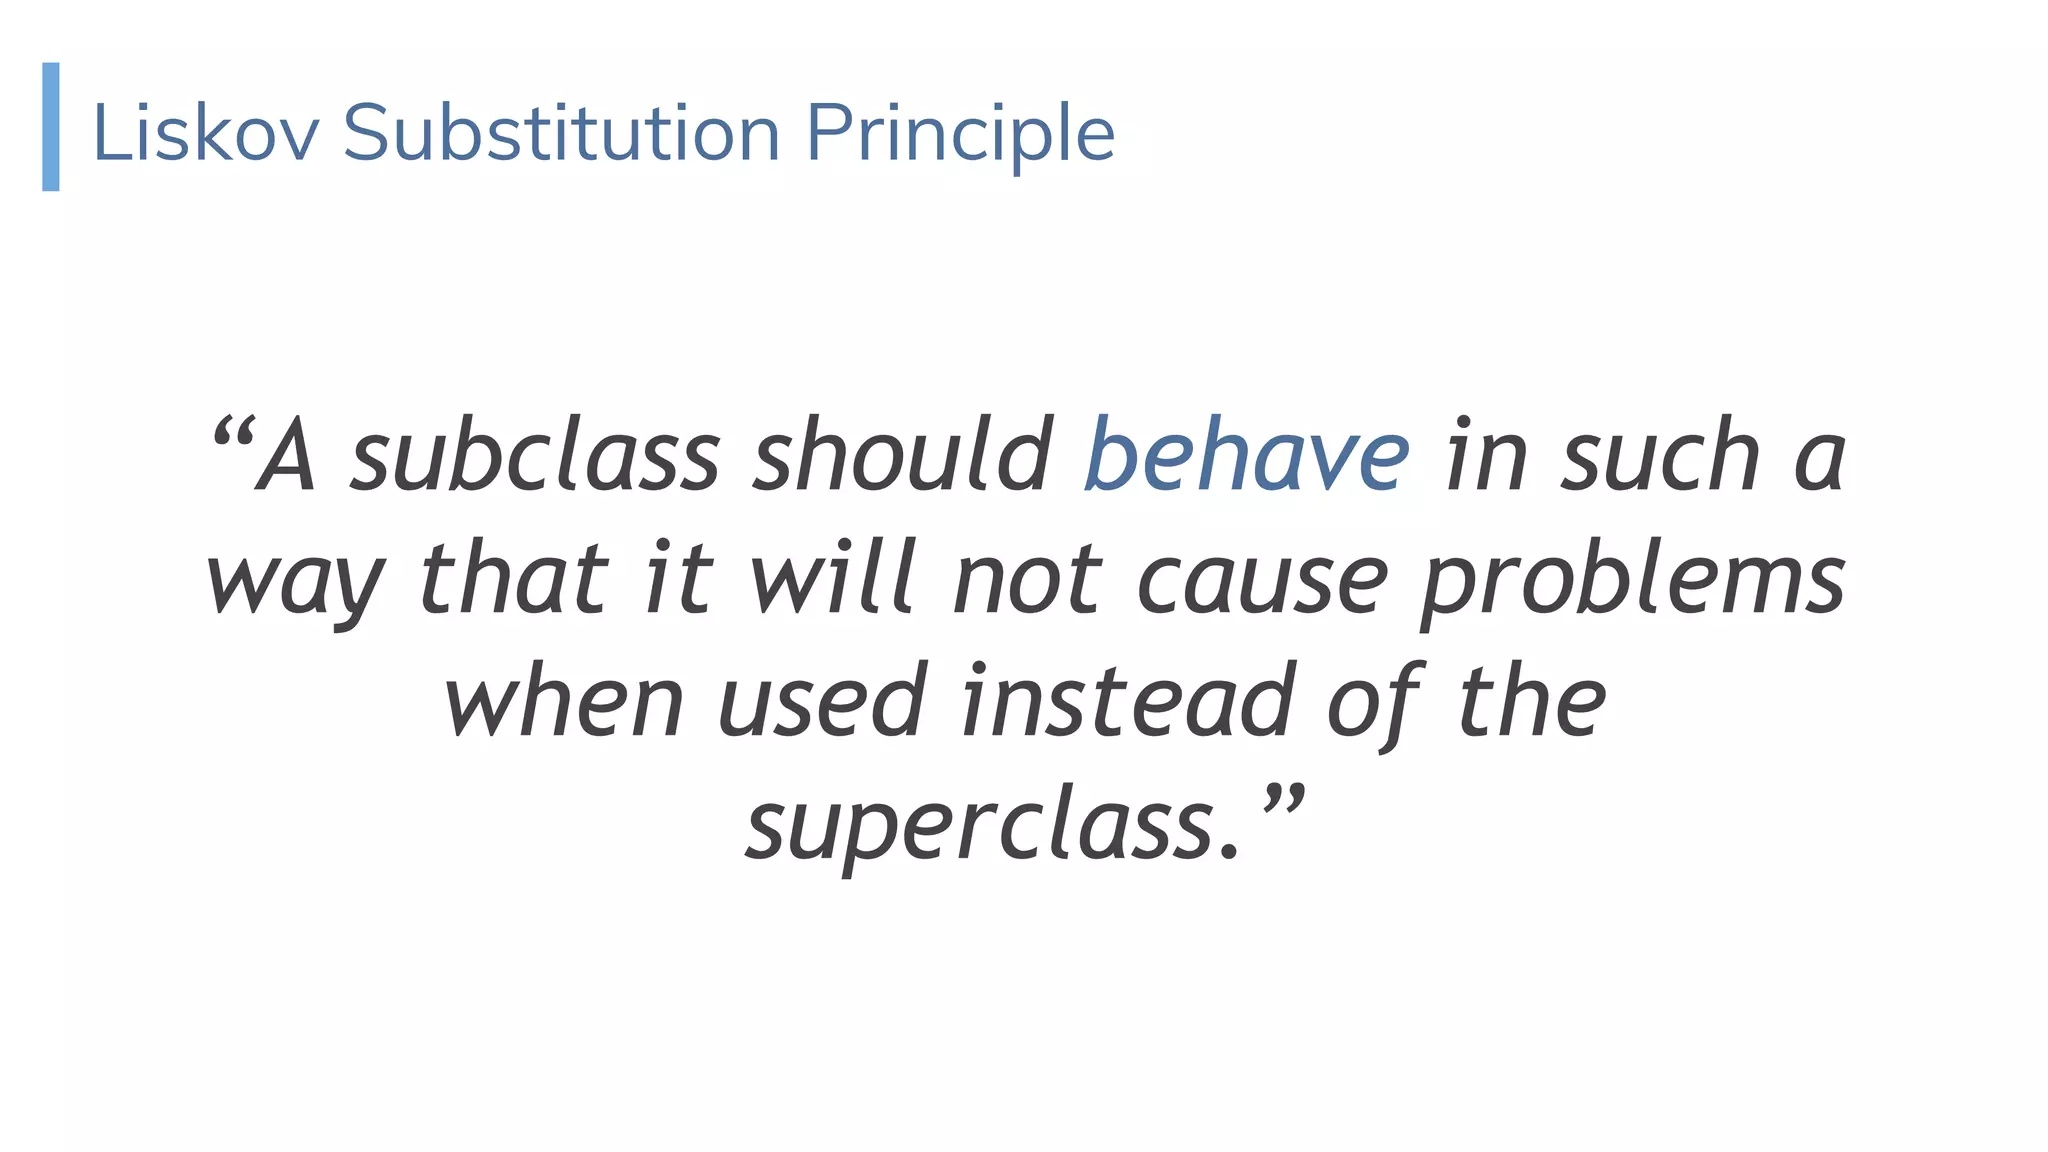 Liskov Substitution Principle
“A subclass should behave in such a
way that it will not cause problems
when used instead of the
superclass.”